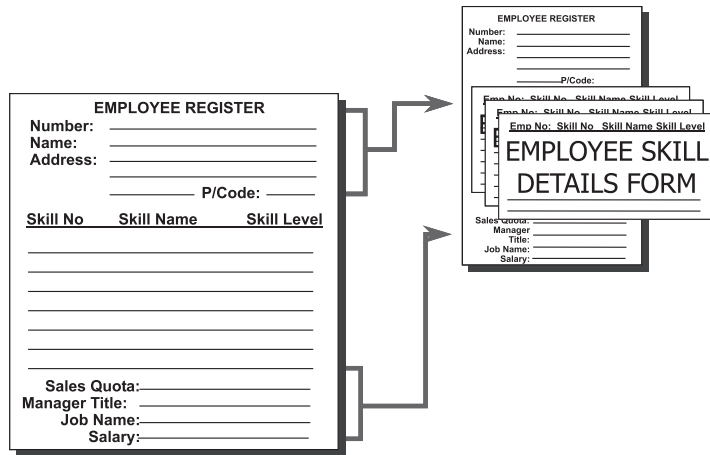 EMPLOYEE REGISTER
Number:
Name:
Address:
P/Code:
Skill No Skill Name Skill Level
Sales Quota:
Manager Title:
Job Name:
Salary:
EMPLOYEE REGISTER
Number:
Name:
Address:
P/Code:
Emp No: Skill No Skill Name Skill Level
Emp No: Skill No Skill Name Skill Level
Emp No: Skill No Skill Name Skill Level
EMPLOYEE SKILL
DETAILS FORM
Sales Quota:
Manager
Title:
Job Name:
Salary: